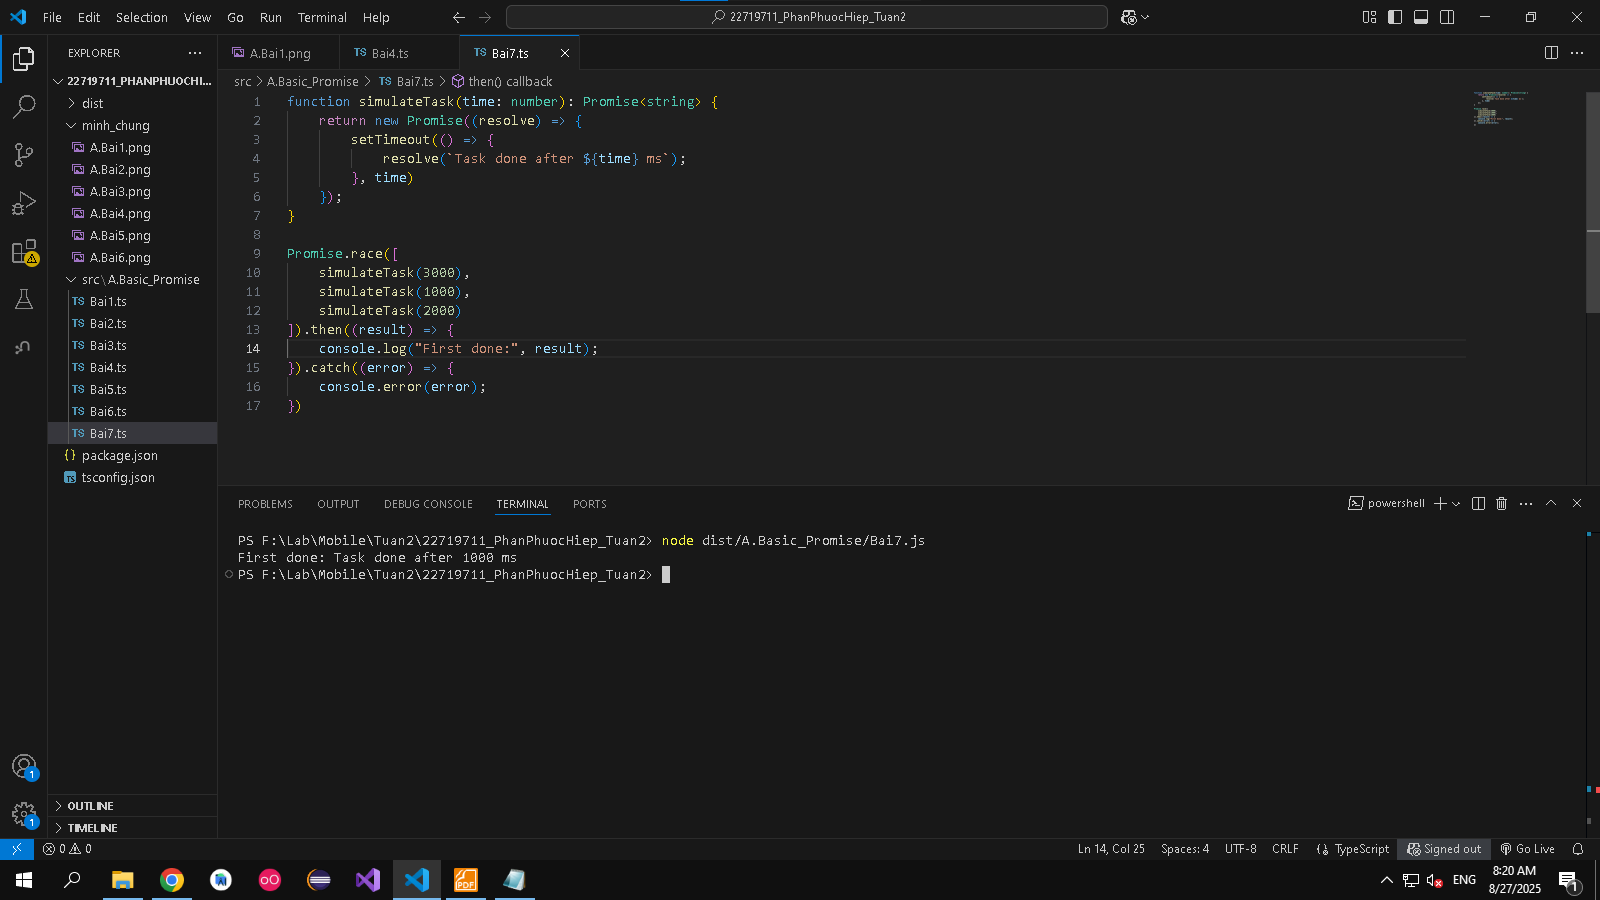 File Edit Selection View Go Run Terminal Help
22719711_PhanPhuocHiep_Tuan2
EXPLORER
22719711_PHANPHUOCHI...
dist
minh_chung
A.Bai1.png
A.Bai2.png
A.Bai3.png
A.Bai4.png
A.Bai5.png
A.Bai6.png
src\A.Basic_Promise
TS Bai1.ts
TS Bai2.ts
TS Bai3.ts
TS Bai4.ts
TS Bai5.ts
TS Bai6.ts
TS Bai7.ts
{} package.json
TS tsconfig.json
OUTLINE
TIMELINE
A.Bai1.png
TS Bai4.ts
TS Bai7.ts
src > A.Basic_Promise > TS Bai7.ts > then() callback
1 function simulateTask(time: number): Promise<string> {
2 return new Promise((resolve) => {
3 setTimeout(() => {
4 resolve(`Task done after ${time} ms`);
5 }, time)
6 });
7 }
8
9 Promise.race([
10 simulateTask(3000),
11 simulateTask(1000),
12 simulateTask(2000)
13 ]).then((result) => {
14 console.log("First done:", result);
15 }).catch((error) => {
16 console.error(error);
17 })
PROBLEMS OUTPUT DEBUG CONSOLE TERMINAL PORTS
powershell
PS F:\Lab\Mobile\Tuan2\22719711_PhanPhuocHiep_Tuan2> node dist/A.Basic_Promise/Bai7.js
First done: Task done after 1000 ms
PS F:\Lab\Mobile\Tuan2\22719711_PhanPhuocHiep_Tuan2>
1
1
0 0
Ln 14, Col 25 Spaces: 4 UTF-8 CRLF TypeScript Signed out Go Live
PDF
ENG
8:20 AM
8/27/2025
1